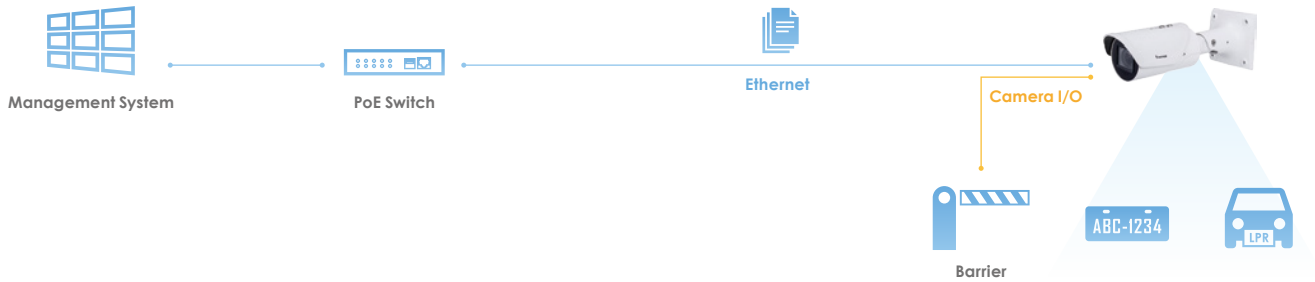 Management System
PoE Switch
Ethernet
Camera I/O
ABC-1234
LPR
Barrier